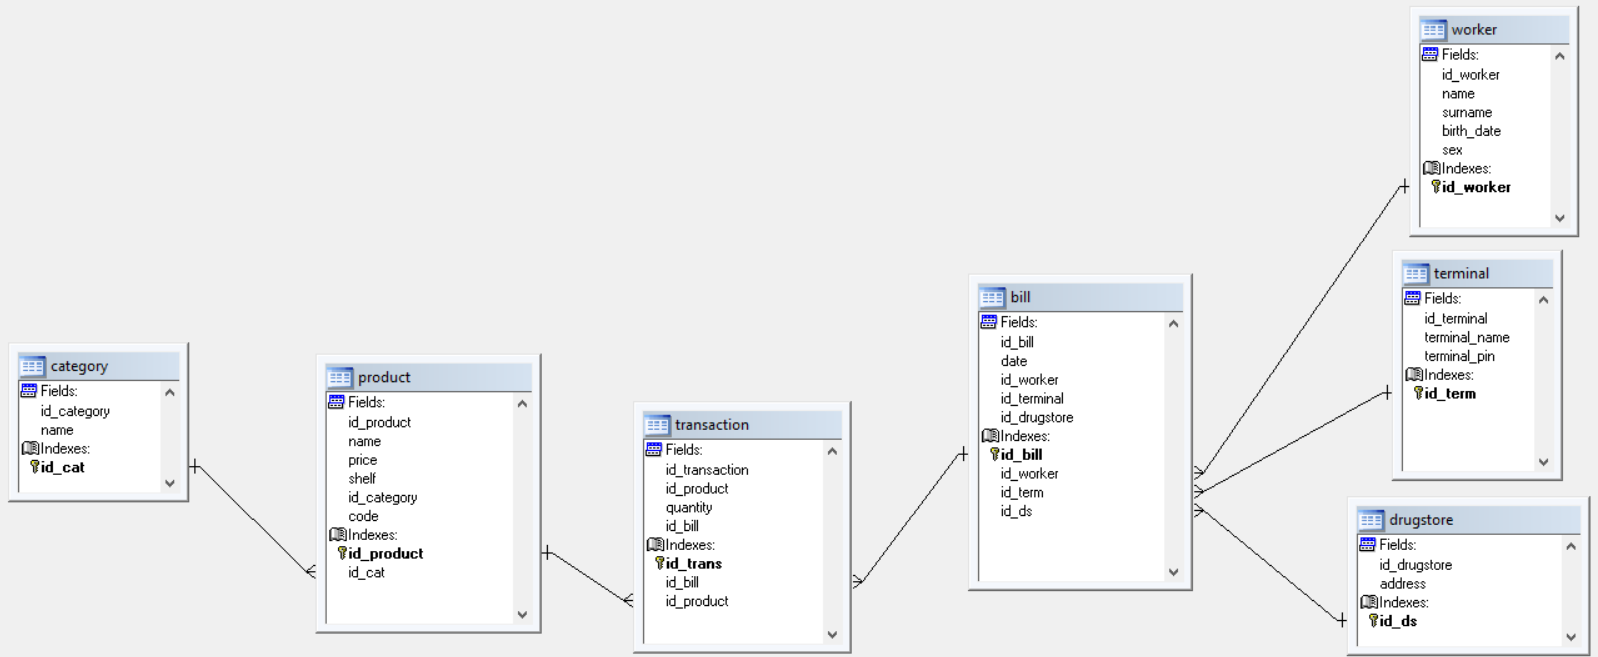 category
Fields:
id_category
name
Indexes:
id_cat
product
Fields:
id_product
name
price
shelf
id_category
code
Indexes:
id_product
id_cat
transaction
Fields:
id_transaction
id_product
quantity
id_bill
Indexes:
id_trans
id_bill
id_product
bill
Fields:
id_bill
date
id_worker
id_terminal
id_drugstore
Indexes:
id_bill
id_worker
id_term
id_ds
worker
Fields:
id_worker
name
surname
birth_date
sex
Indexes:
id_worker
terminal
Fields:
id_terminal
terminal_name
terminal_pin
Indexes:
id_term
drugstore
Fields:
id_drugstore
address
Indexes:
id_ds